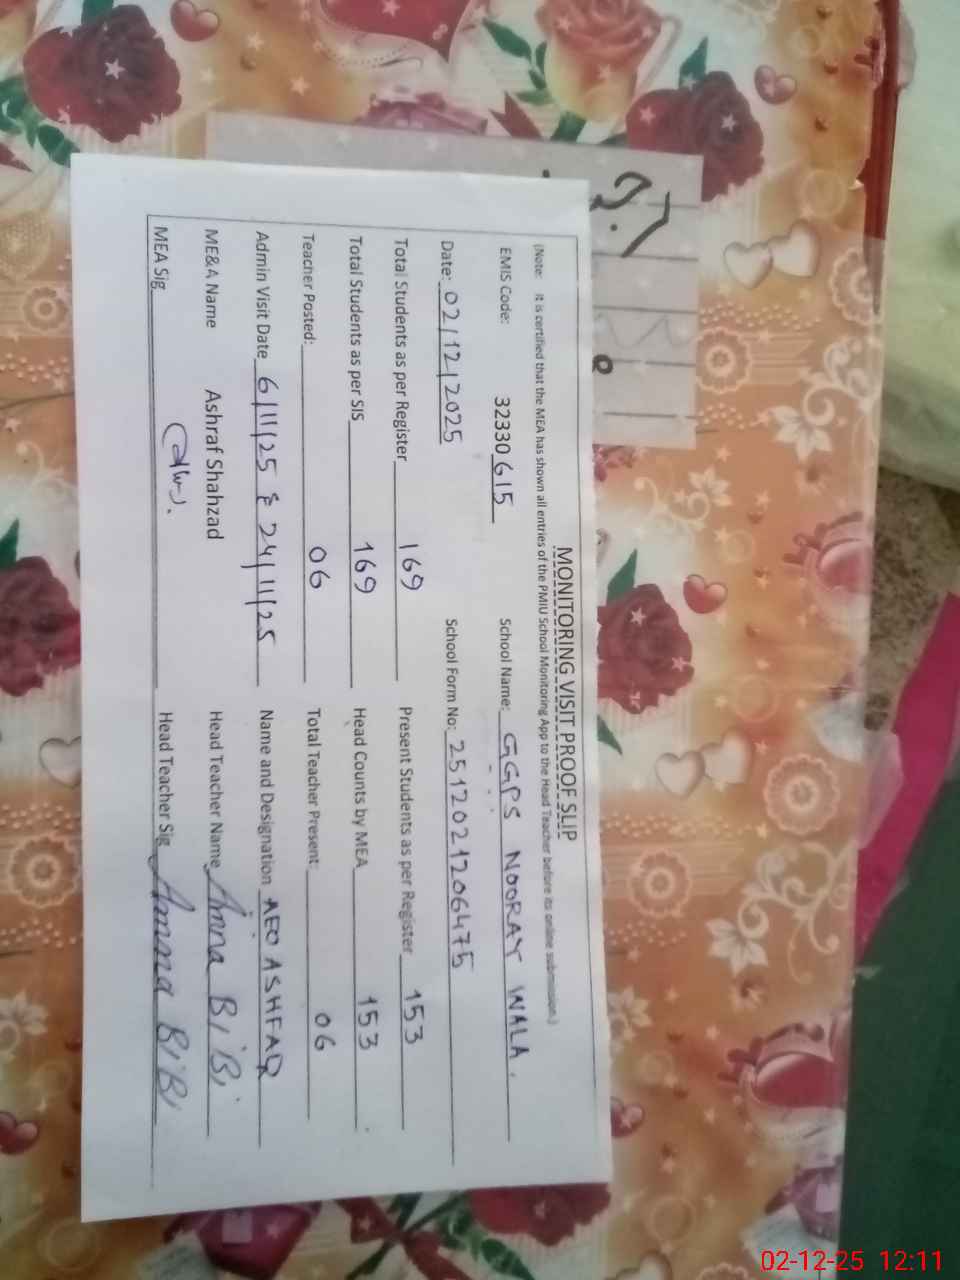 MONITORING VISIT PROOF SLIP
(Note: It is certified that the MEA has shown all entries of the PMIU School Monitoring App to the Head Teacher before its online submission.)
EMIS Code: 32330615 School Name: GGPS NOORAY WALA.
Date: 02/12/2025 School Form No: 2512021206475
Total Students as per Register 169 Present Students as per Register 153
Total Students as per SIS 169 Head Counts by MEA 153
Teacher Posted: 06 Total Teacher Present: 06
Admin Visit Date 6/11/25 & 24/11/25 Name and Designation AEO ASHFAQ
ME&A Name Ashraf Shahzad Head Teacher Name Amna BiBi
MEA Sig Head Teacher Sig Amna BiBi
02-12-25 12:11